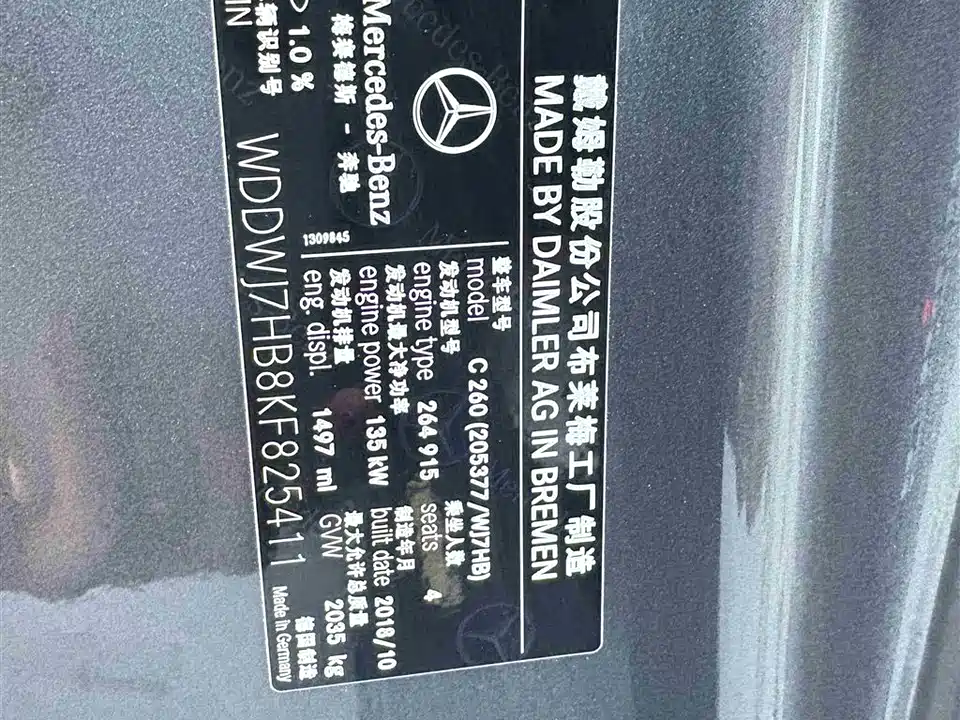 戴姆勒股份公司布莱梅工厂制造
MADE BY DAIMLER AG IN BREMEN
Mercedes-Benz
梅赛德斯 - 奔驰
1309845
整车型号
model C 260 (205377/WJ7HB)
发动机型号 乘坐人数
engine type 264 915 seats 4
发动机最大净功率 制造年月
engine power 135 kW built date 2018/10
发动机排量 最大允许总质量
eng. displ. 1497 ml GVW 2035 kg
> 1.0 %
辆识别号
IN WDDWJ7HB8KF825411
德国制造
Made in Germany